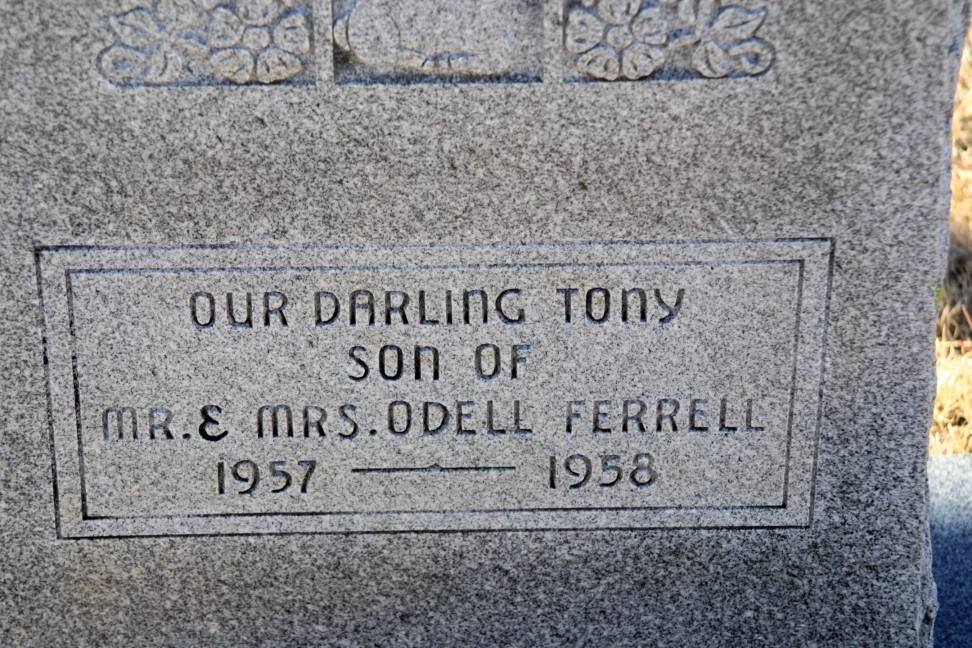 OUR DARLING TONY
SON OF
MR. & MRS. ODELL FERRELL
1957 — 1958